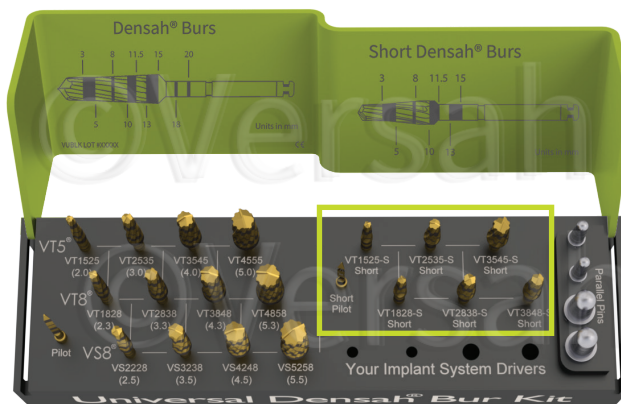 Densah® Burs
3 8 11.5 20
5 10 13 18
Units in mm
Short Densah® Burs
3 8 11.5 15
5 10 13
©Versah
©Versah
VT5®
VT1525 VT2535 VT3545 VT4555
(2.0) (3.0) (4.0) (5.0)
VT8®
VT1828 VT2838 VT3848 VT4858
(2.3) (3.3) (4.3) (5.3)
Pilot
VS8®
VS2228 VS3238 VS4248 VS5258
(2.5) (3.5) (4.5) (5.5)
VT1525-S VT2535-S VT3545-S
Short Short Short
Short
Pilot
VT1828-S VT2838-S VT3848-S
Short Short Short
Parallel Pins
Your Implant System Drivers
Universal Densah® Bur Kit